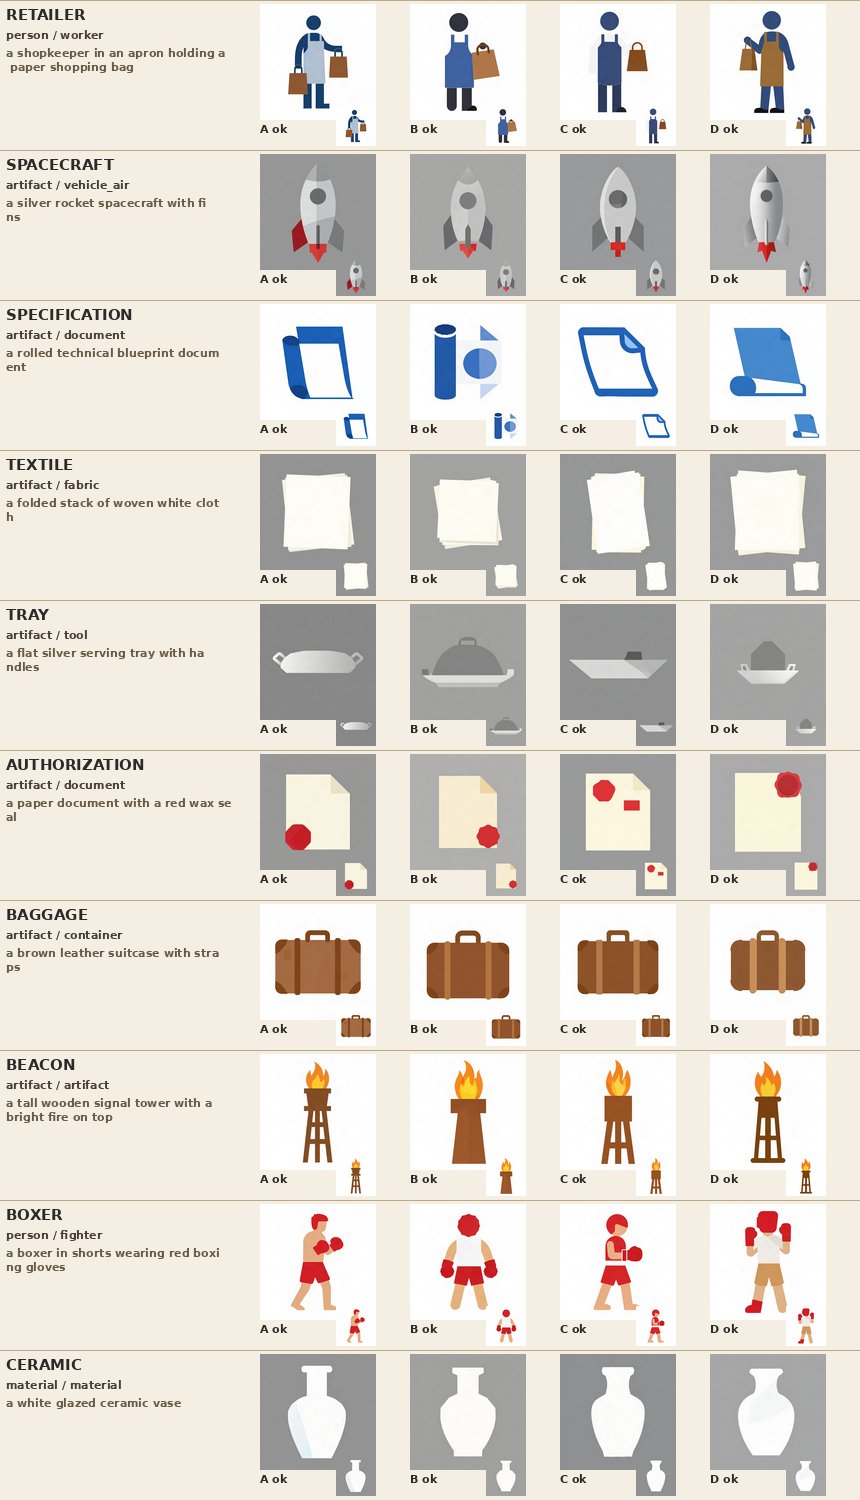 RETAILER
person / worker
a shopkeeper in an apron holding a
paper shopping bag
A ok
B ok
C ok
D ok
SPACECRAFT
artifact / vehicle_air
a silver rocket spacecraft with fi
ns
A ok
B ok
C ok
D ok
SPECIFICATION
artifact / document
a rolled technical blueprint docum
ent
A ok
B ok
C ok
D ok
TEXTILE
artifact / fabric
a folded stack of woven white clot
h
A ok
B ok
C ok
D ok
TRAY
artifact / tool
a flat silver serving tray with ha
ndles
A ok
B ok
C ok
D ok
AUTHORIZATION
artifact / document
a paper document with a red wax se
al
A ok
B ok
C ok
D ok
BAGGAGE
artifact / container
a brown leather suitcase with stra
ps
A ok
B ok
C ok
D ok
BEACON
artifact / artifact
a tall wooden signal tower with a
bright fire on top
A ok
B ok
C ok
D ok
BOXER
person / fighter
a boxer in shorts wearing red boxi
ng gloves
A ok
B ok
C ok
D ok
CERAMIC
material / material
a white glazed ceramic vase
A ok
B ok
C ok
D ok